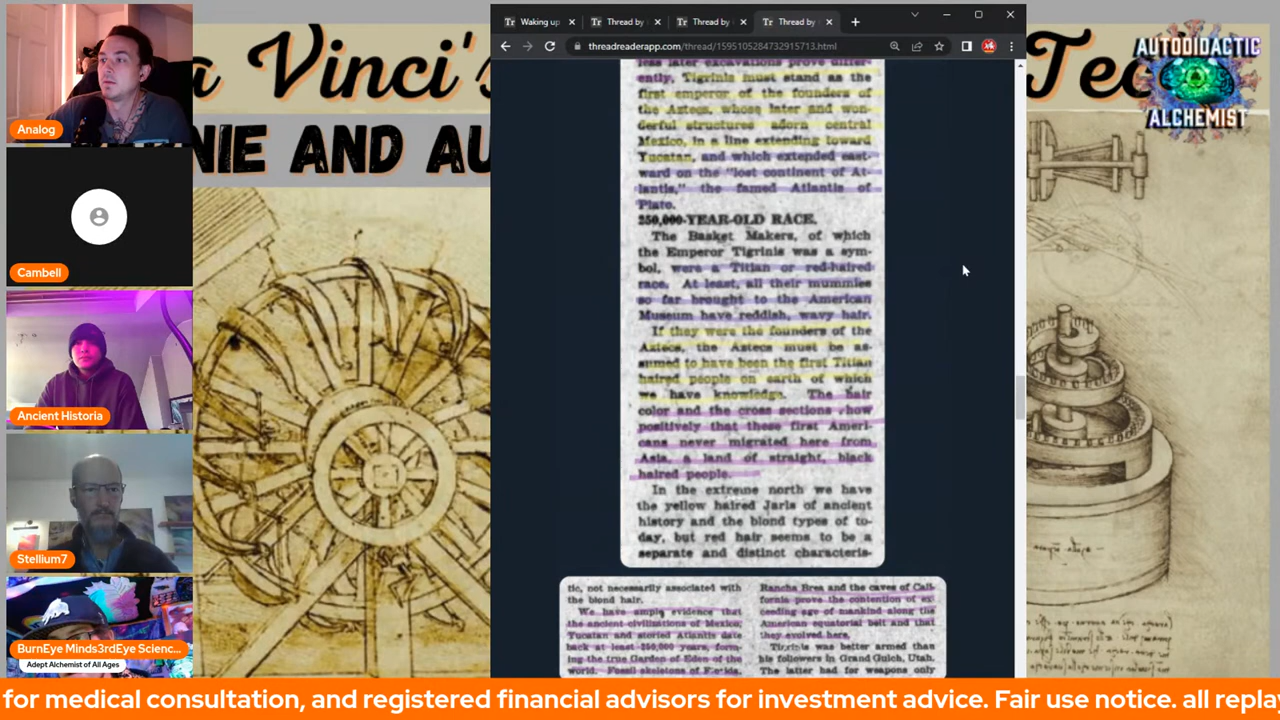 a Vinci's
Tec
NIE AND AU
AUTODIDACTIC
ALCHEMIST
Analog
Cambell
Ancient Historia
Stellium7
BurnEye Minds3rdEye Scienc...
Adept Alchemist of All Ages
Waking up
Thread by
Thread by
Thread by
threadreaderapp.com/thread/1595105284732915713.html
less later excavations prove differ-
ently, Tigrinis must stand as the
first emperor of the founders of
the Aztecs, whose later and won-
derful structures adorn central
Mexico, in a line extending toward
Yucatan, and which extended east-
ward on the "lost continent of At-
lantis," the famed Atlantis of
Plato.
250,000-YEAR-OLD RACE.
The Basket Makers, of which
the Emperor Tigrinis was a sym-
bol, were a Titian or red-haired
race. At least, all their mummies
so far brought to the American
Museum have reddish, wavy hair.
If they were the founders of the
Aztecs, the Aztecs must be as-
sumed to have been the first Titian
haired people on earth of which
we have knowledge. The hair
color and the cross sections show
positively that these first Ameri-
cans never migrated here from
Asia, a land of straight, black
haired people.
In the extreme north we have
the yellow haired Jarls of ancient
history and the blond types of to-
day, but red hair seems to be a
separate and distinct characteris-
tic, not necessarily associated with
the blond hair.
We have ample evidence that
the ancient civilizations of Mexico,
Yucatan and storied Atlantis date
back at least 250,000 years, form-
ing the true Garden of Eden of the
world. Fossil skeletons of Florida,
Rancha Brea and the caves of Cali-
fornia prove the contention of ex-
ceeding age of mankind along the
American equatorial belt and that
they evolved here.
Tigrinis was better armed than
his followers in Grand Gulch, Utah.
The latter had for weapons only
for medical consultation, and registered financial advisors for investment advice. Fair use notice. all replay